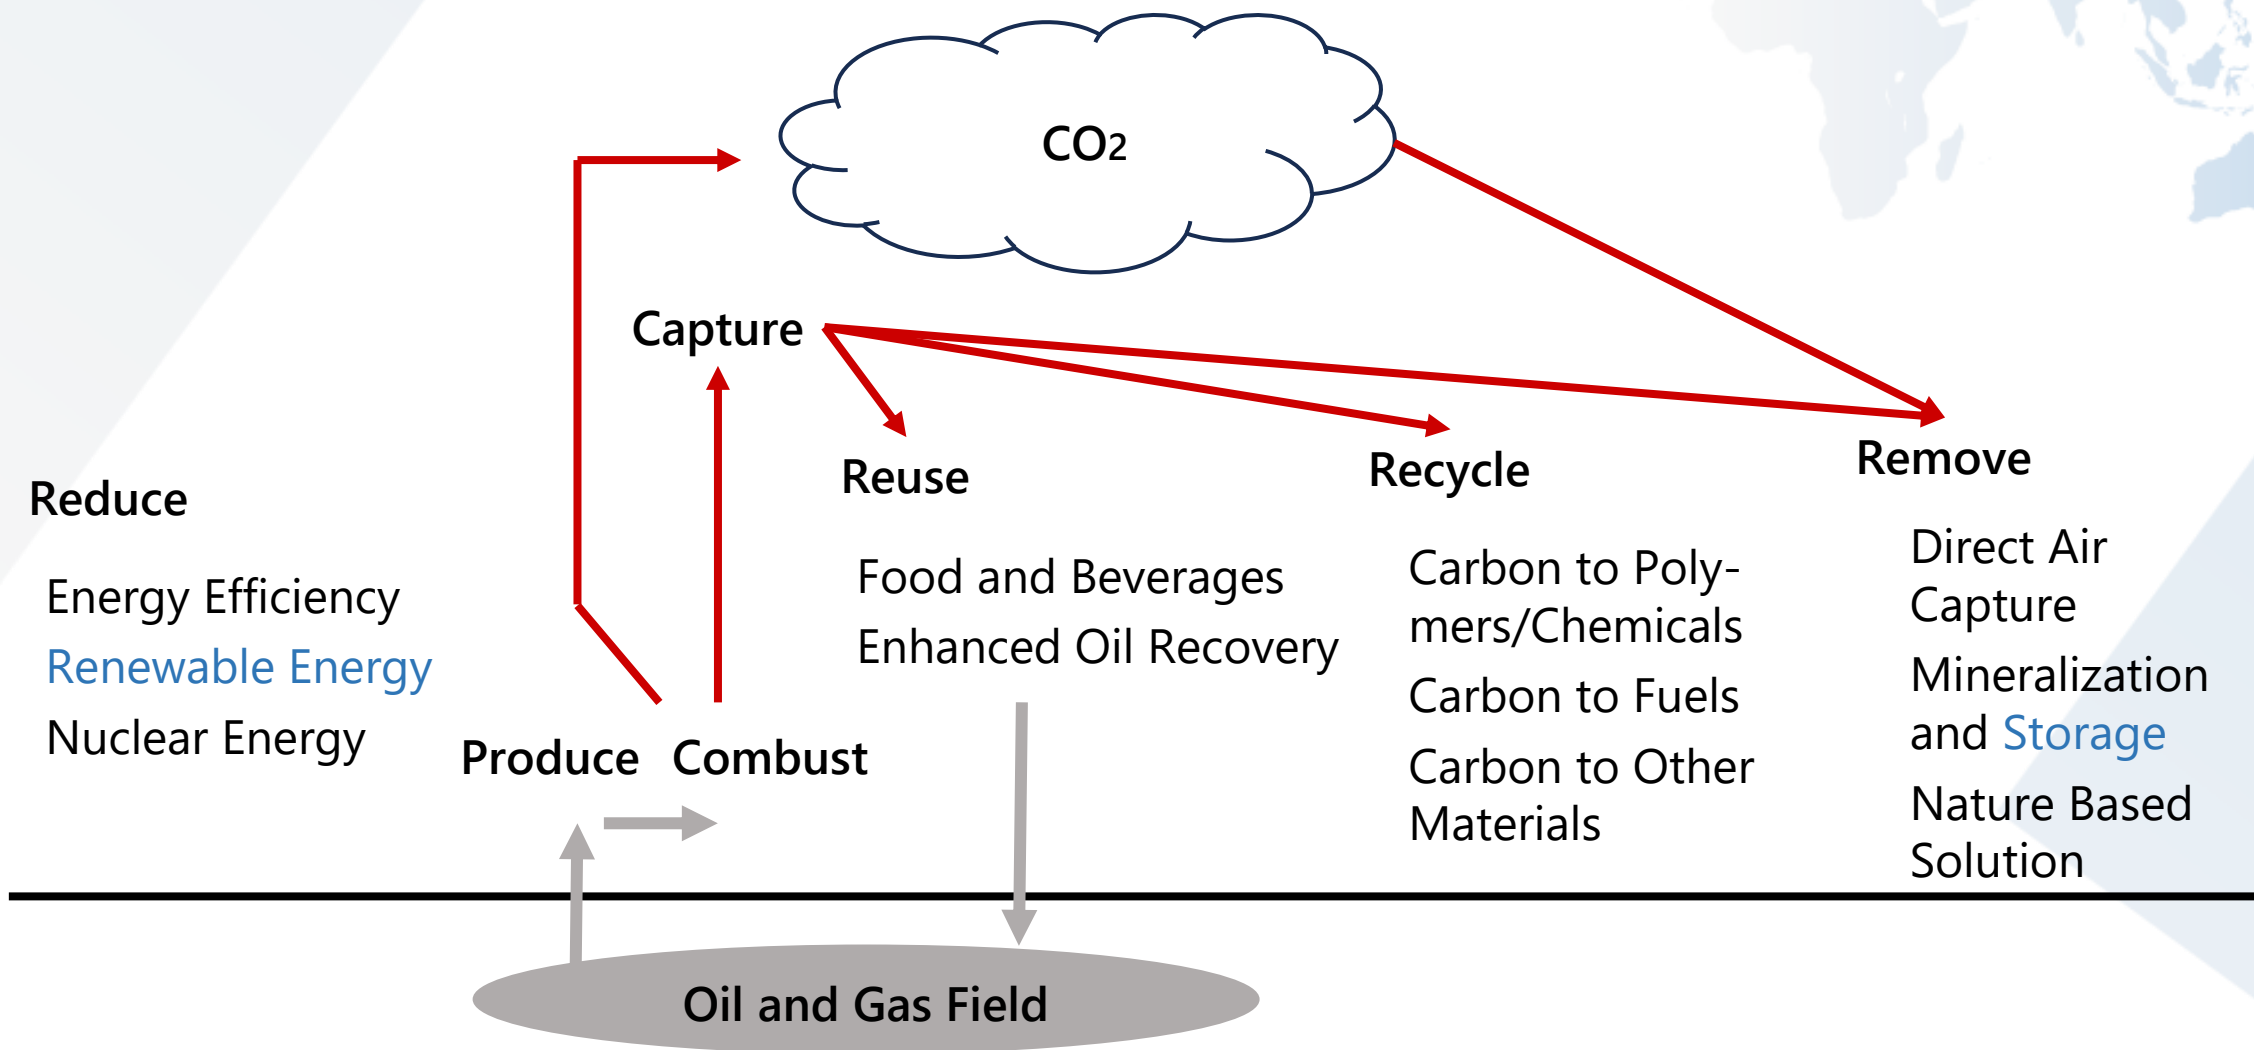 CO2
Capture
Reduce
Energy Efficiency
Renewable Energy
Nuclear Energy
Produce
Combust
Reuse
Food and Beverages
Enhanced Oil Recovery
Recycle
Carbon to Poly-
mers/Chemicals
Carbon to Fuels
Carbon to Other
Materials
Remove
Direct Air
Capture
Mineralization
and Storage
Nature Based
Solution
Oil and Gas Field